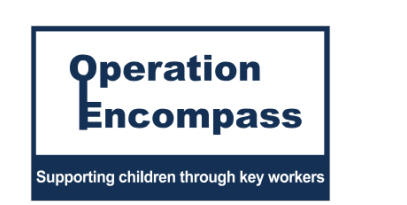 Operation
Encompass
Supporting children through key workers